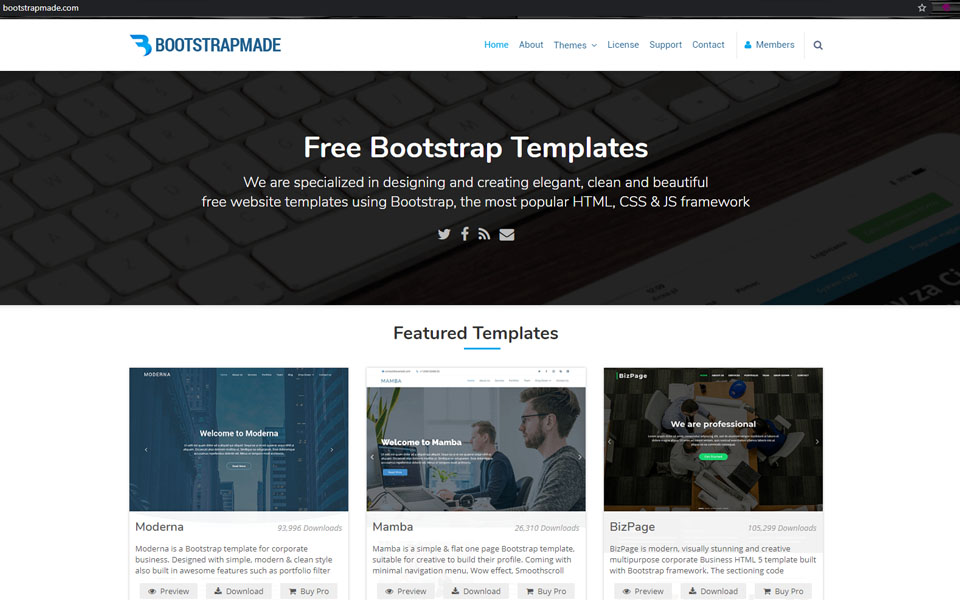 bootstrapmade.com
BOOTSTRAPMADE
Home About Themes License Support Contact Members
Free Bootstrap Templates
We are specialized in designing and creating elegant, clean and beautiful
free website templates using Bootstrap, the most popular HTML, CSS & JS framework
Featured Templates
MODERNA
Welcome to Moderna
Read More
MAMBA
Welcome to Mamba
Read More
BizPage
We are professional
Get Started
Moderna 93,996 Downloads
Moderna is a Bootstrap template for corporate
business. Designed with simple, modern & clean style
also built in awesome features such as portfolio filter
Preview Download Buy Pro
Mamba 26,310 Downloads
Mamba is a simple & flat one page Bootstrap template,
suitable for creative to build their profile. Coming with
minimal navigation menu, Wow effect, Smoothscroll
Preview Download Buy Pro
BizPage 105,299 Downloads
BizPage is modern, visually stunning and creative
multipurpose corporate Business HTML 5 template built
with Bootstrap framework. The sectioning code
Preview Download Buy Pro